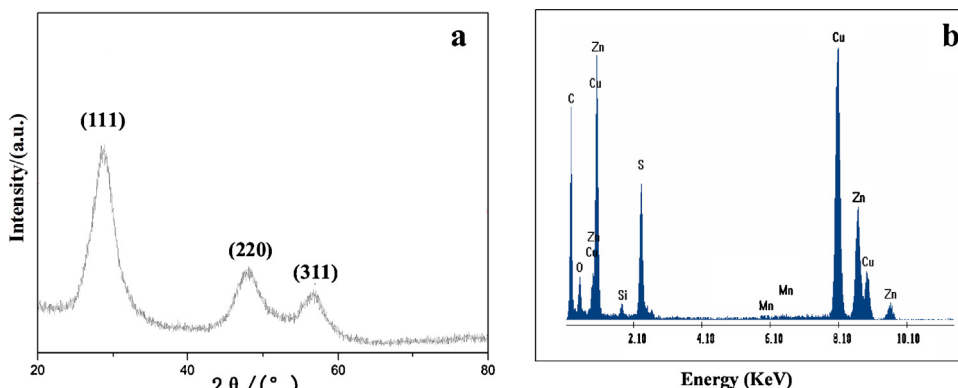 a
(111)
(220)
(311)
Intensity/(a.u.)
20
40
60
80
2θ/(°)
b
Cu
Zn
Cu
C
Zn
S
Zn
Cu
Cu
O
Si
Mn
Mn
Zn
2.10
4.10
6.10
8.10
10.10
Energy (KeV)